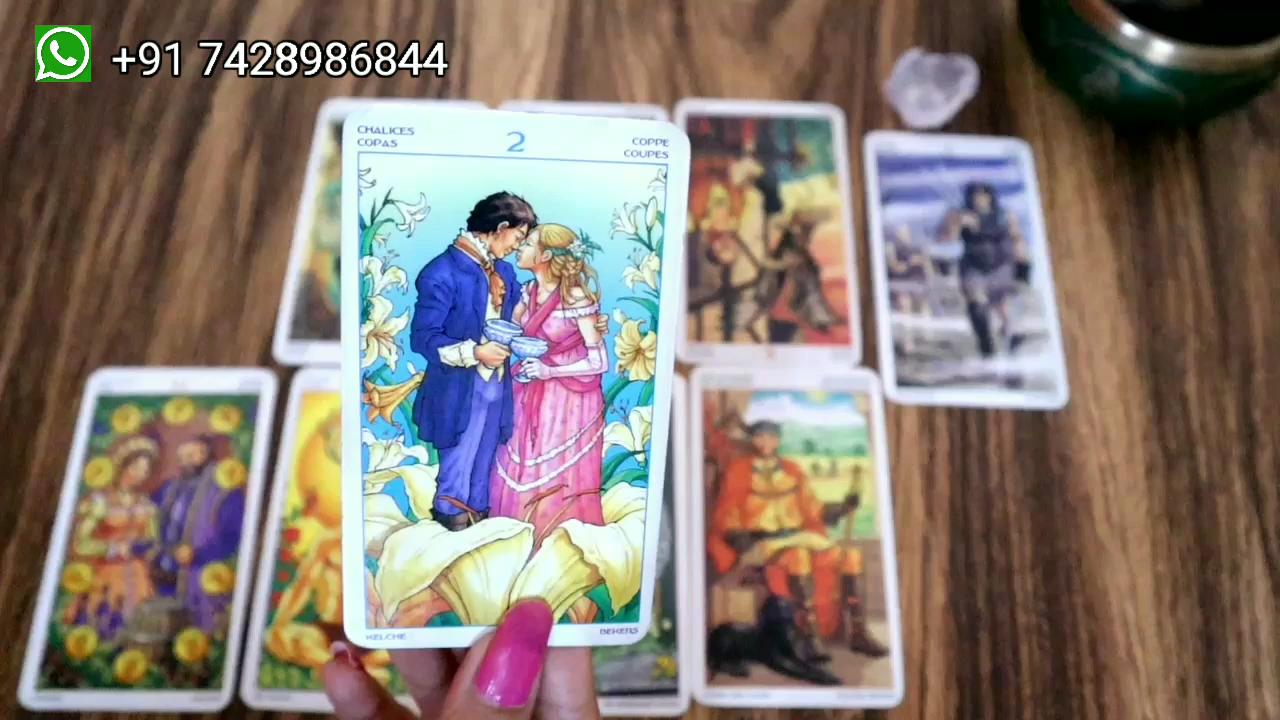 +91 7428986844
CHALICES
COPAS
2
COPPE
COUPES
KELCHE
BEKERS